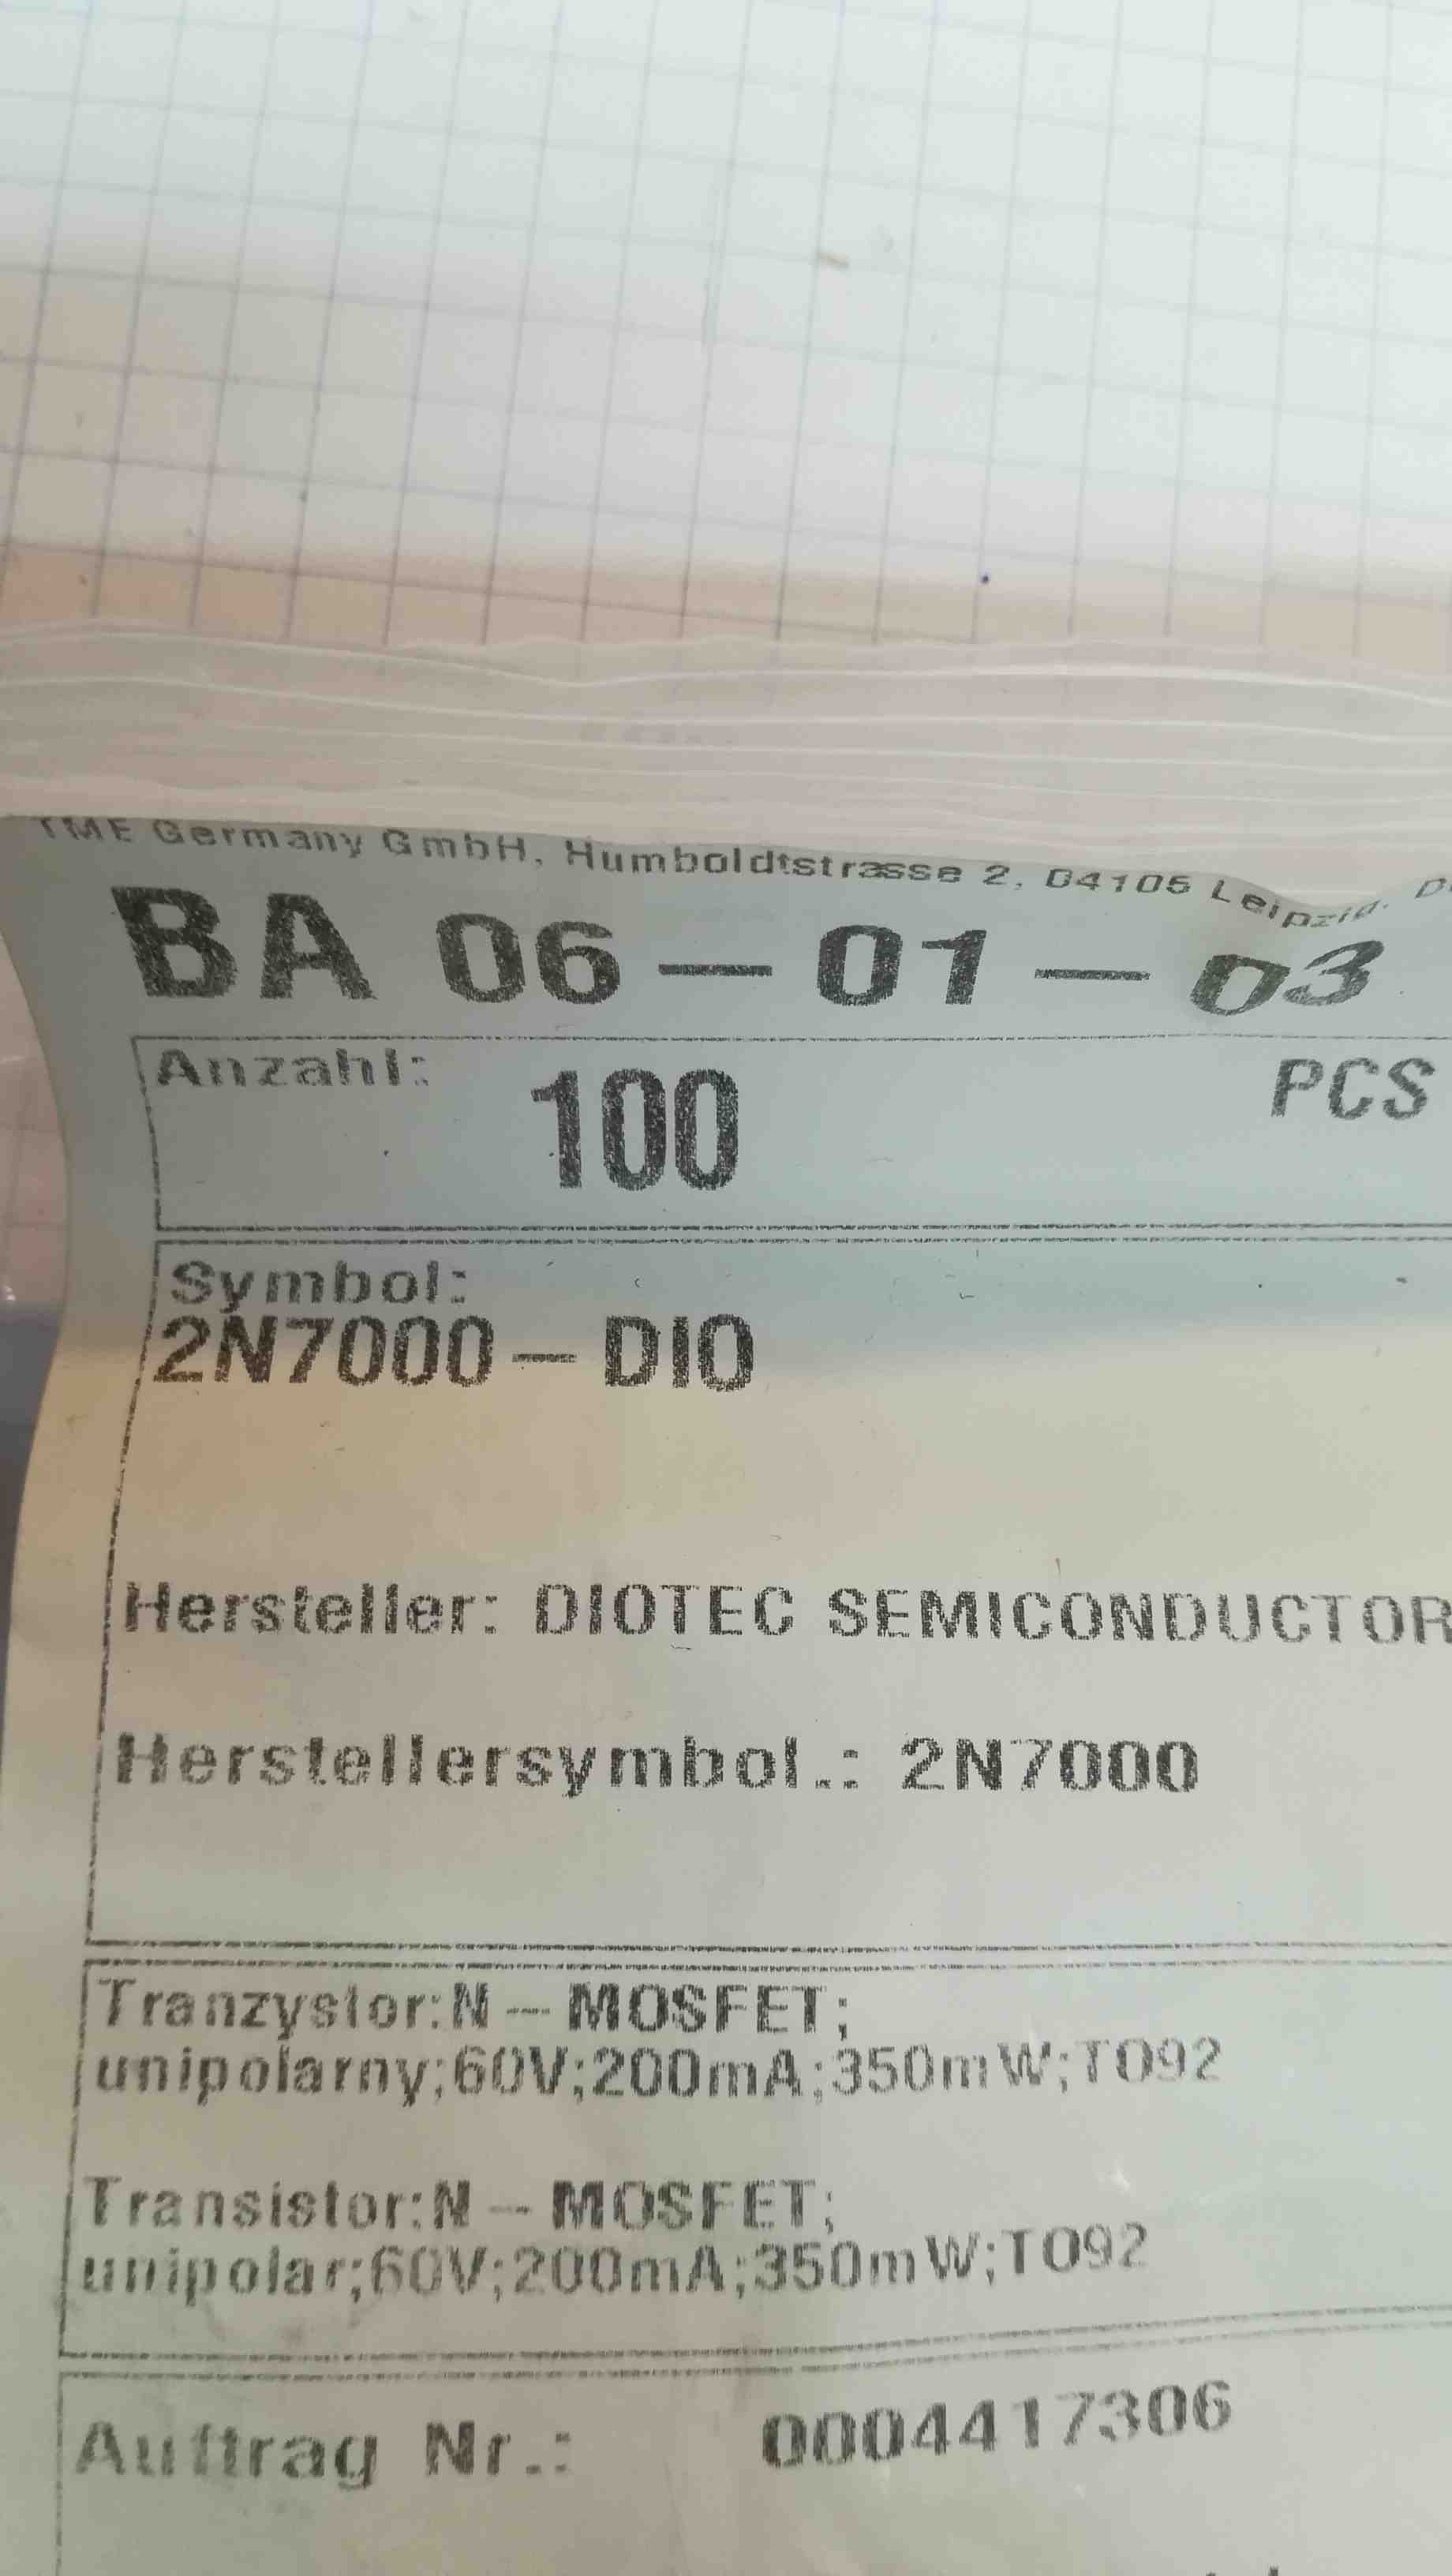 TME Germany GmbH, Humboldtstrasse 2, 04105 Leipzig,
BA 06-01-03
Anzahl: 100 PCS
Symbol:
2N7000-DIO
Hersteller: DIOTEC SEMICONDUCTOR
Herstellersymbol.: 2N7000
Tranzystor:N-MOSFET;
unipolarny;60V;200mA;350mW;TO92
Transistor:N-MOSFET;
unipolar;60V;200mA;350mW;TO92
Auftrag Nr.: 0004417306